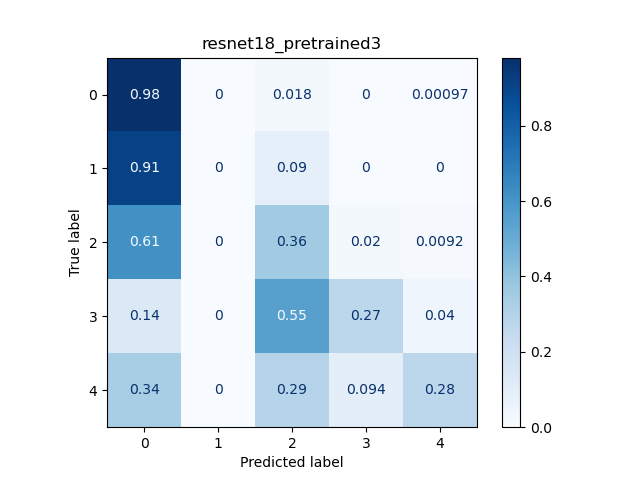 resnet18_pretrained3
0 0.98 0 0.018 0 0.00097
0.8
1 0.91 0 0.09 0 0
0.6
True label
2 0.61 0 0.36 0.02 0.0092
0.4
3 0.14 0 0.55 0.27 0.04
0.2
4 0.34 0 0.29 0.094 0.28
0.0
0 1 2 3 4
Predicted label